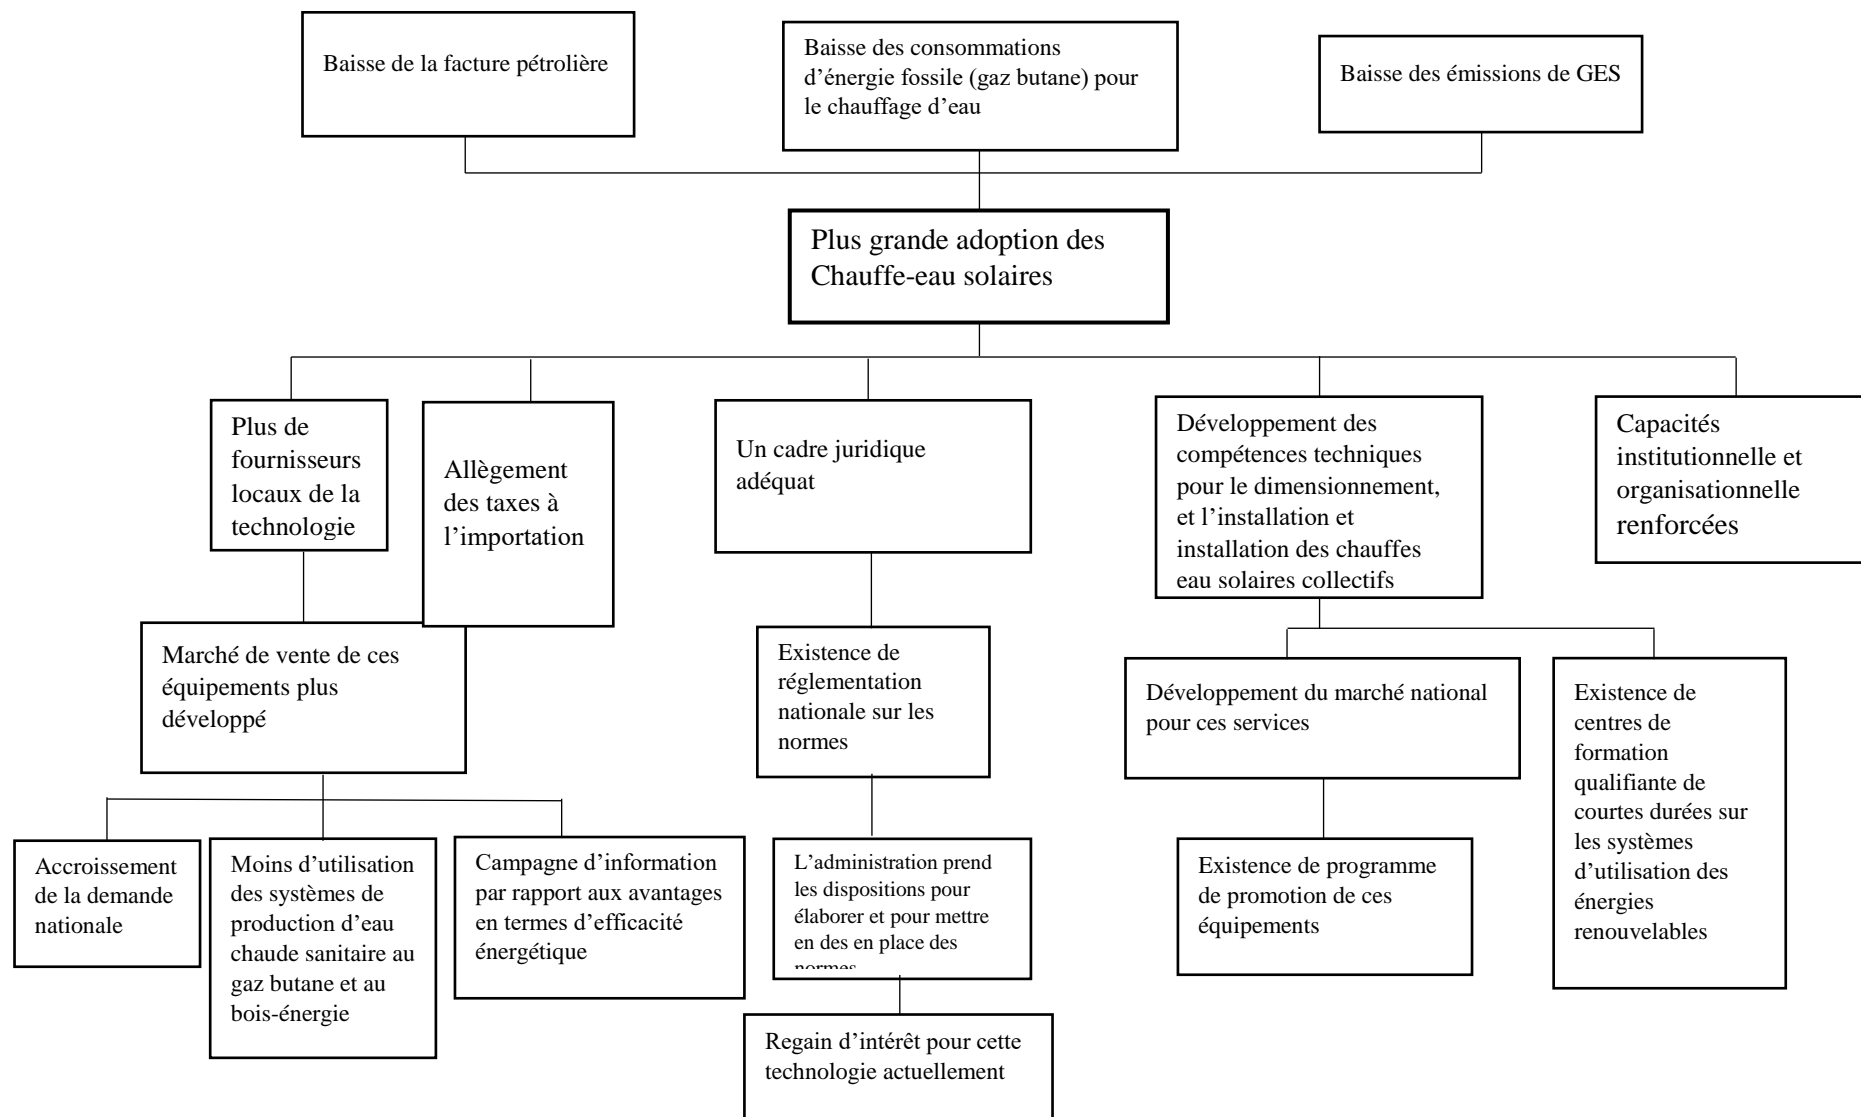 Baisse de la facture pétrolière
Baisse des consommations
d’énergie fossile (gaz butane) pour
le chauffage d’eau
Baisse des émissions de GES
Plus grande adoption des
Chauffe-eau solaires
Plus de
fournisseurs
locaux de la
technologie
Allègement
des taxes à
l’importation
Un cadre juridique
adéquat
Développement des
compétences techniques
pour le dimensionnement,
et l’installation et
installation des chauffes
eau solaires collectifs
Capacités
institutionnelle et
organisationnelle
renforcées
Marché de vente de ces
équipements plus
développé
Existence de
réglementation
nationale sur les
normes
Développement du marché national
pour ces services
Existence de
centres de
formation
qualifiante de
courtes durées sur
les systèmes
d’utilisation des
énergies
renouvelables
Accroissement
de la demande
nationale
Moins d’utilisation
des systèmes de
production d’eau
chaude sanitaire au
gaz butane et au
bois-énergie
Campagne d’information
par rapport aux avantages
en termes d’efficacité
énergétique
L’administration prend
les dispositions pour
élaborer et pour mettre
en des en place des
normes
Existence de programme
de promotion de ces
équipements
Regain d’intérêt pour cette
technologie actuellement